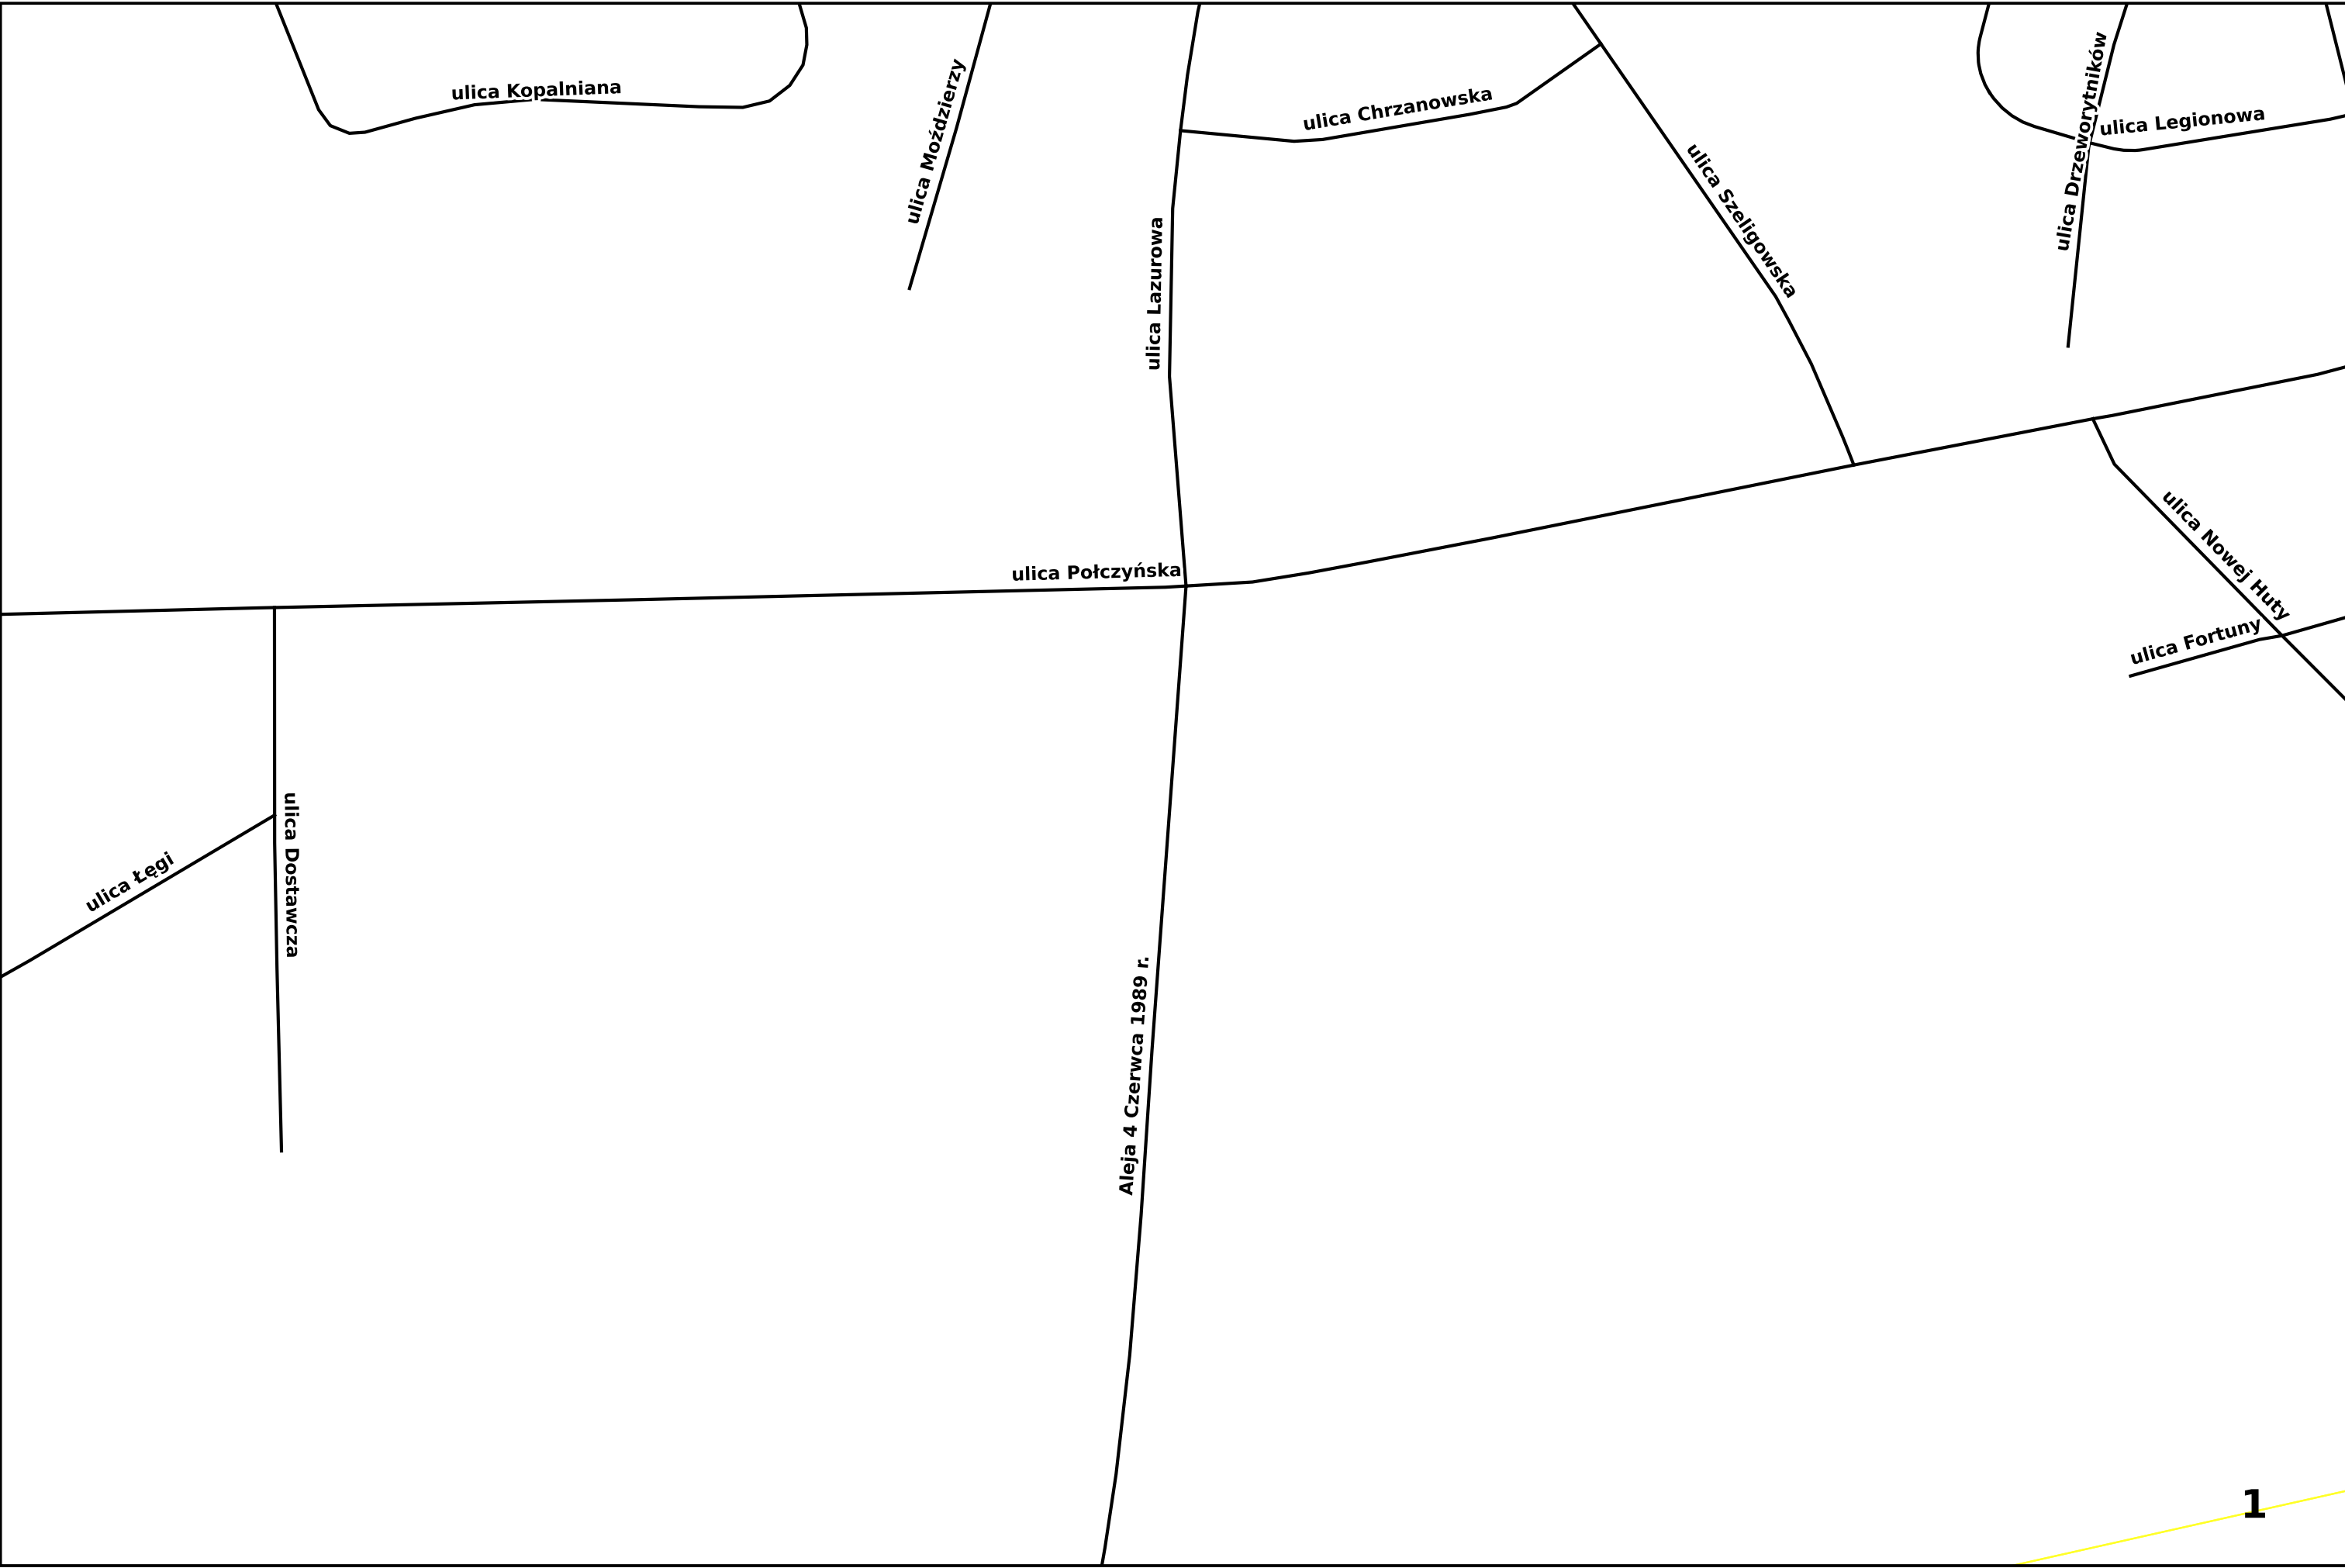 ulica Kopalniana
ulica Moździerzy
ulica Lazurowa
ulica Chrzanowska
ulica Szeligowska
ulica Drzeworytników
ulica Legionowa
ulica Połczyńska
ulica Nowej Huty
ulica Fortuny
ulica Łęgi
ulica Dostawcza
Aleja 4 Czerwca 1989 r.
1